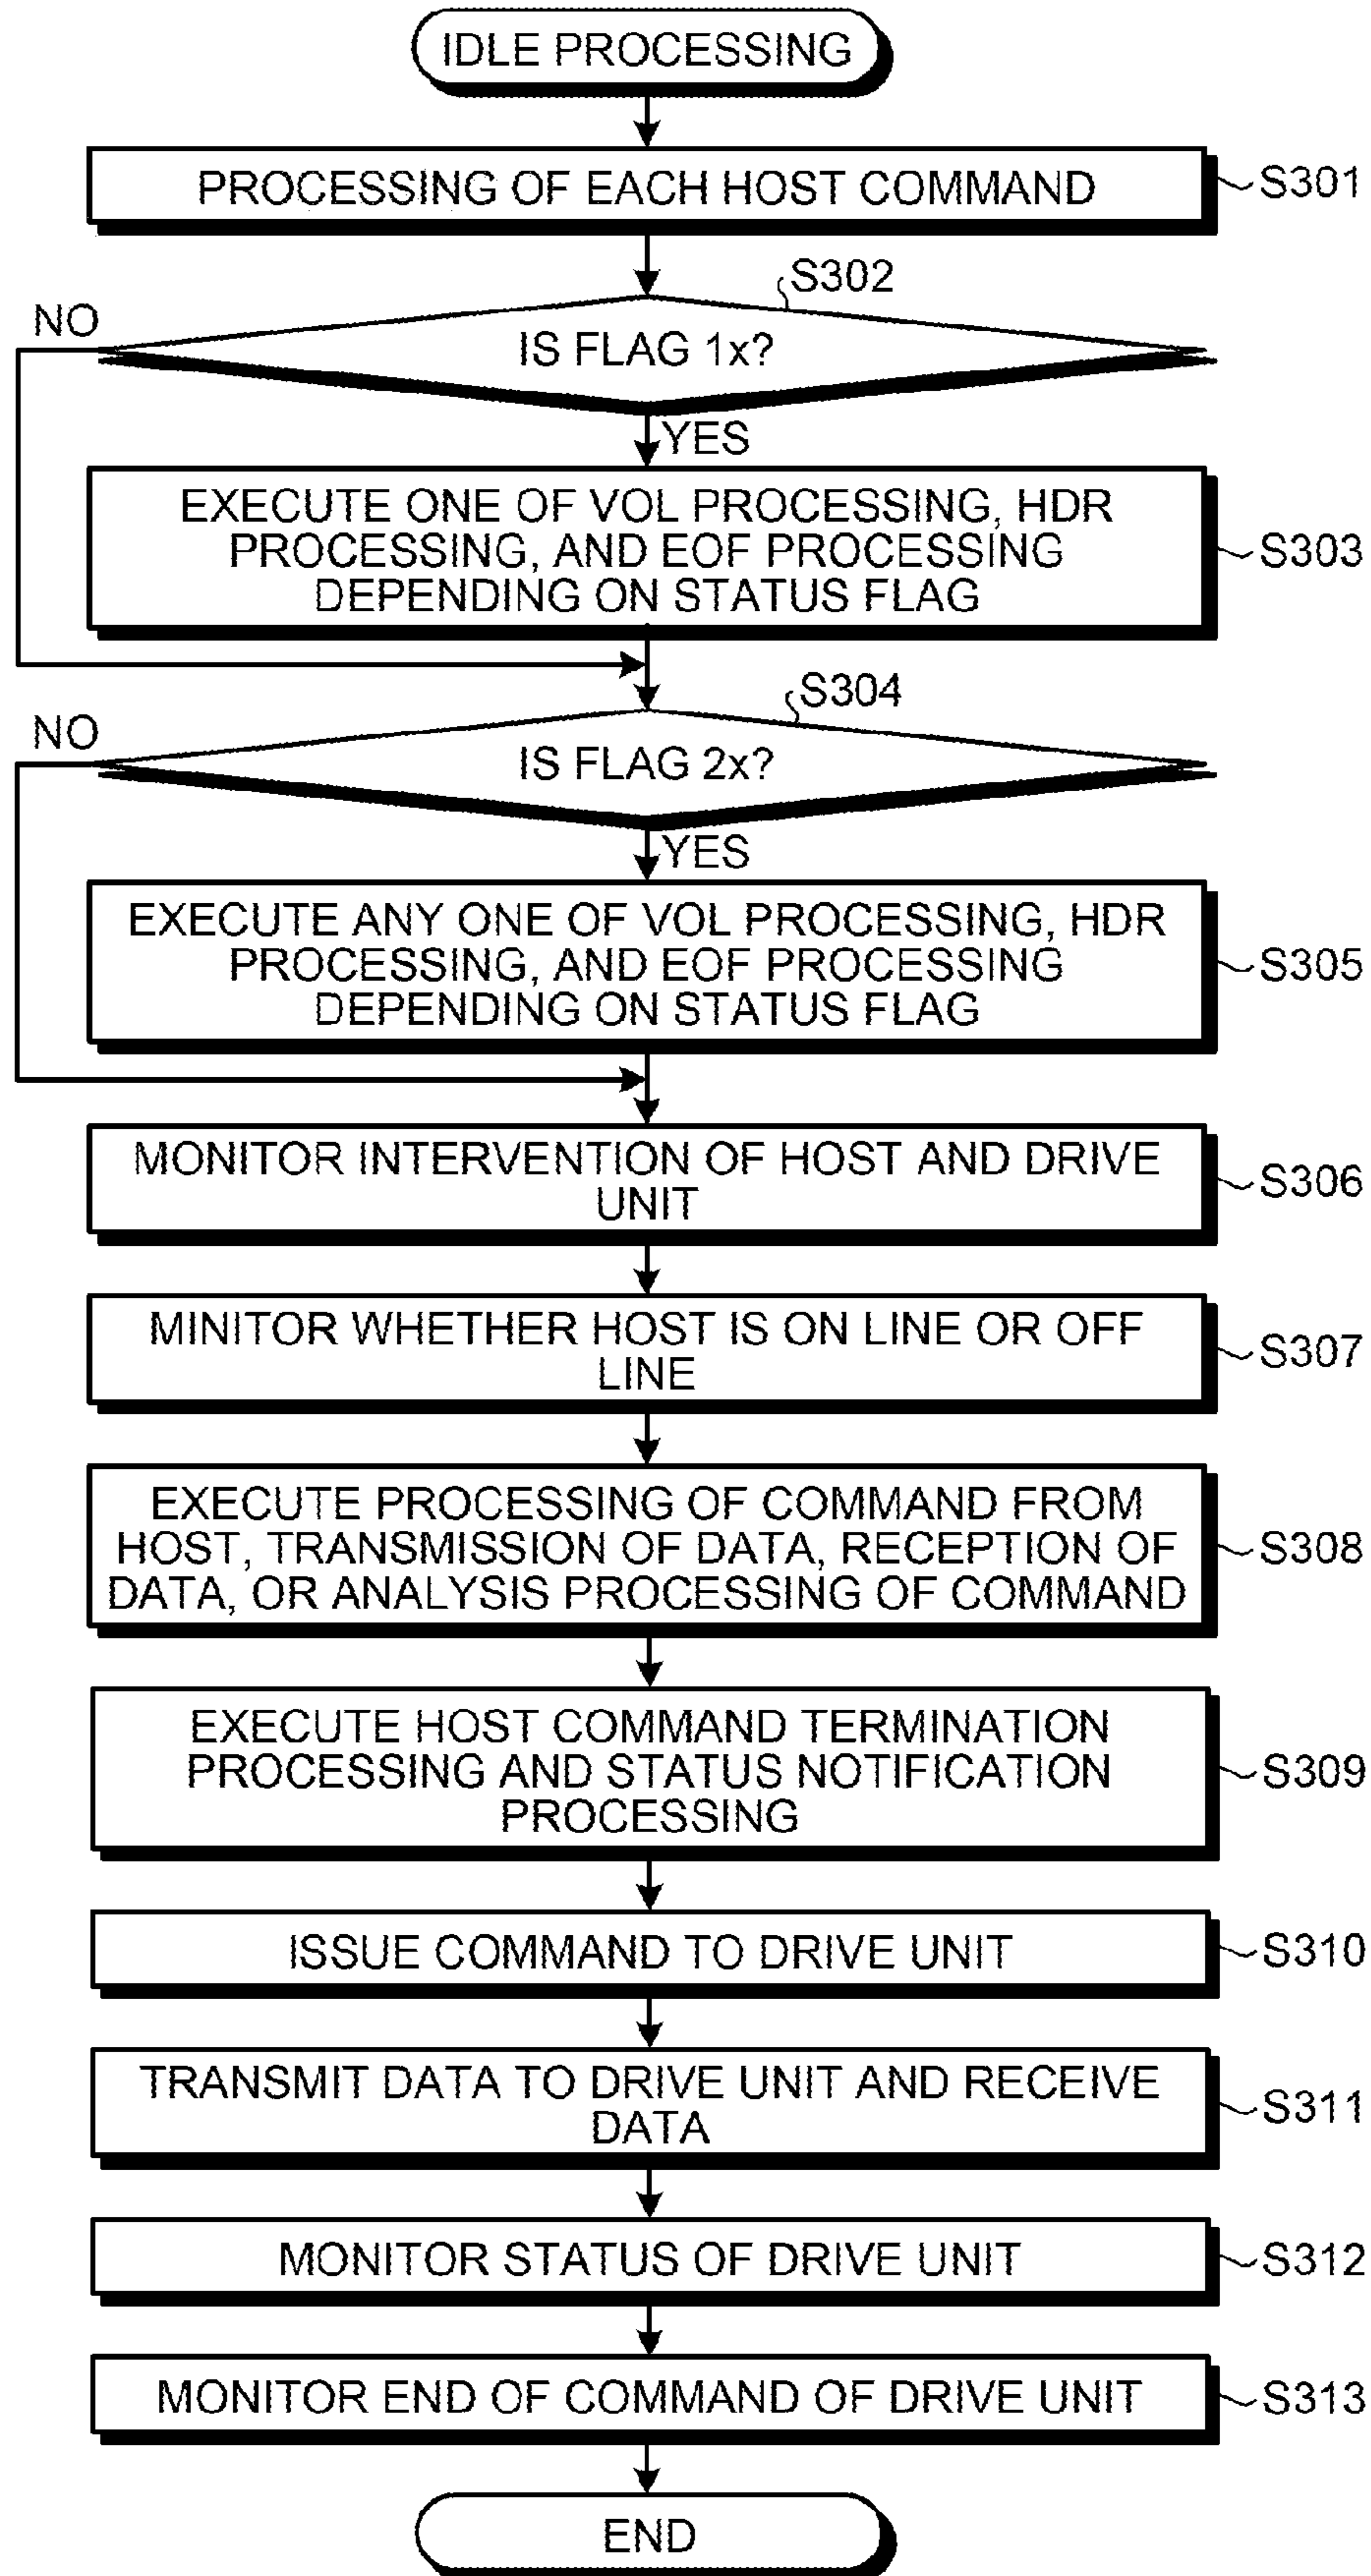 IDLE PROCESSING
PROCESSING OF EACH HOST COMMAND
S301
S302
NO
IS FLAG 1x?
YES
EXECUTE ONE OF VOL PROCESSING, HDR
PROCESSING, AND EOF PROCESSING
DEPENDING ON STATUS FLAG
S303
S304
NO
IS FLAG 2x?
YES
EXECUTE ANY ONE OF VOL PROCESSING, HDR
PROCESSING, AND EOF PROCESSING
DEPENDING ON STATUS FLAG
S305
MONITOR INTERVENTION OF HOST AND DRIVE
UNIT
S306
MINITOR WHETHER HOST IS ON LINE OR OFF
LINE
S307
EXECUTE PROCESSING OF COMMAND FROM
HOST, TRANSMISSION OF DATA, RECEPTION OF
DATA, OR ANALYSIS PROCESSING OF COMMAND
S308
EXECUTE HOST COMMAND TERMINATION
PROCESSING AND STATUS NOTIFICATION
PROCESSING
S309
ISSUE COMMAND TO DRIVE UNIT
S310
TRANSMIT DATA TO DRIVE UNIT AND RECEIVE
DATA
S311
MONITOR STATUS OF DRIVE UNIT
S312
MONITOR END OF COMMAND OF DRIVE UNIT
S313
END